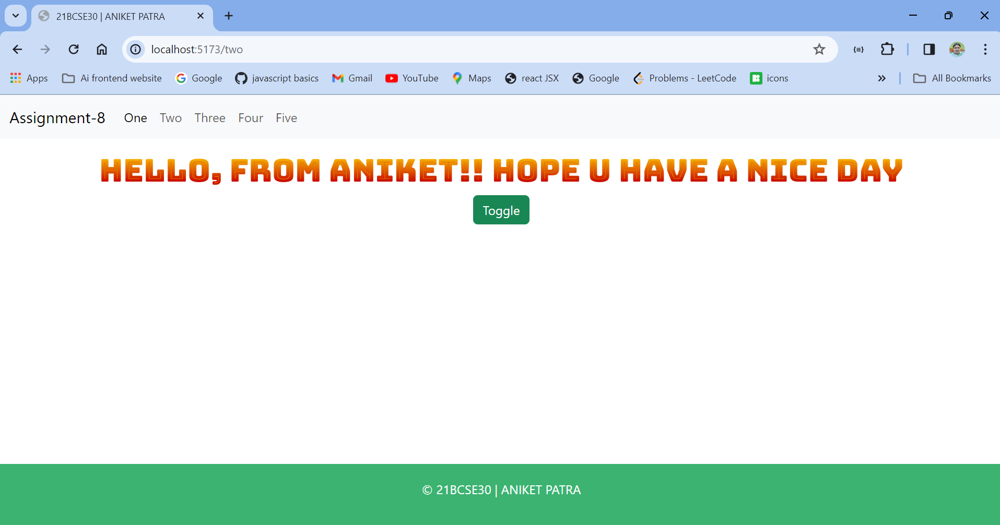 21BCSE30 | ANIKET PATRA
localhost:5173/two
Apps Ai frontend website Google javascript basics Gmail YouTube Maps react JSX Google Problems - LeetCode icons All Bookmarks
Assignment-8 One Two Three Four Five
HELLO, FROM ANIKET!! HOPE U HAVE A NICE DAY
Toggle
© 21BCSE30 | ANIKET PATRA